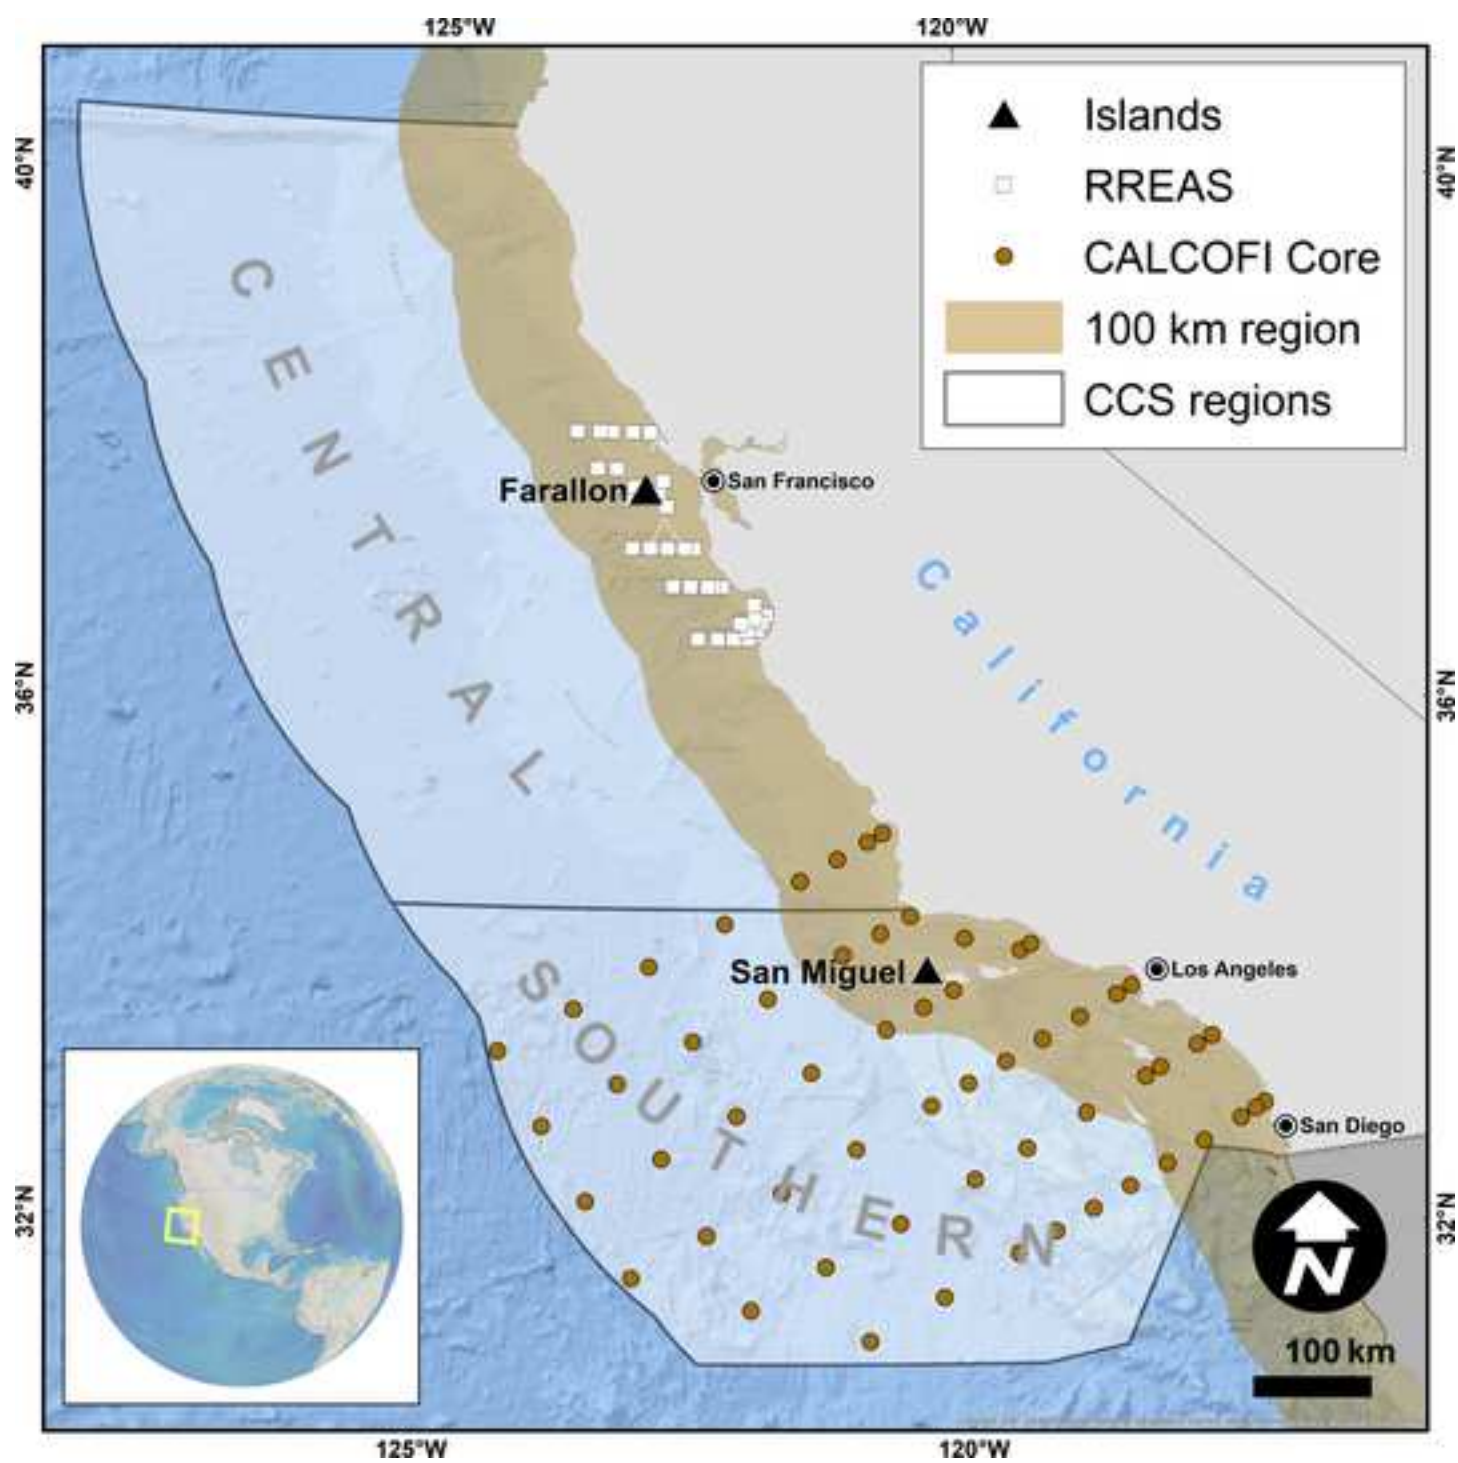 125°W 120°W
40°N 40°N
Islands
RREAS
CALCOFI Core
100 km region
CCS regions
CENTRAL
Farallon
San Francisco
California
36°N 36°N
San Miguel
Los Angeles
SOUTHERN
San Diego
32°N 32°N
N
100 km
125°W 120°W